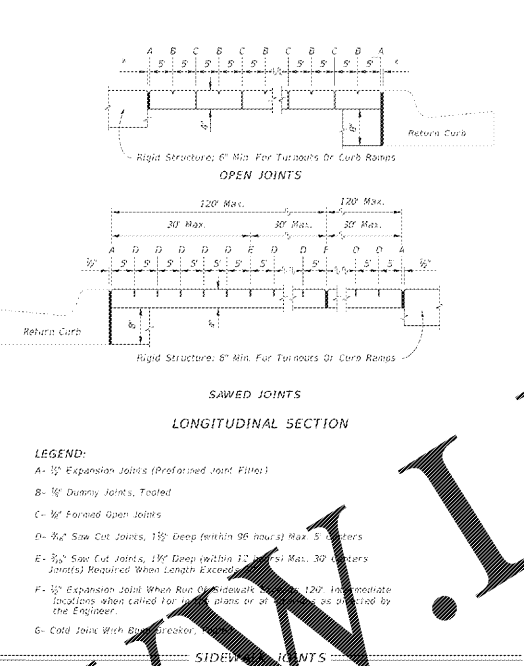 A B C B C B C B C B A
5' 5' 5' 5' 5' 5' 5' 5' 5'
Return Curb
Rigid Structure; 6" Min. For Turnouts Or Curb Ramps
OPEN JOINTS
120' Max. 120' Max.
30' Max. 30' Max. 30' Max.
A D D D D D E D D F D D A
½" 5' 5' 5' 5' 5' 5' 5' 5' 5' 5' ½"
Return Curb
Rigid Structure; 6" Min. For Turnouts Or Curb Ramps
SAWED JOINTS
LONGITUDINAL SECTION
LEGEND:
A- ½" Expansion Joints (Preformed Joint Filler)
B- Dummy Joints, Tooled
C- Formed Open Joints
D- 3/16" Saw Cut Joints, 1½" Deep (within 96 hours) Max. 5' Centers
E- 3/16" Saw Cut Joints, 1½" Deep (within 12 hours) Max. 30' Centers
Joint(s) Required When Length Exceeds
F- ½" Expansion Joint When Run Of Sidewalk Exceeds 120'. Intermediate
locations when called for in the plans or at as directed by
the Engineer.
G- Cold Joint With Bond Breaker,
SIDEWALK JOINTS
W.I